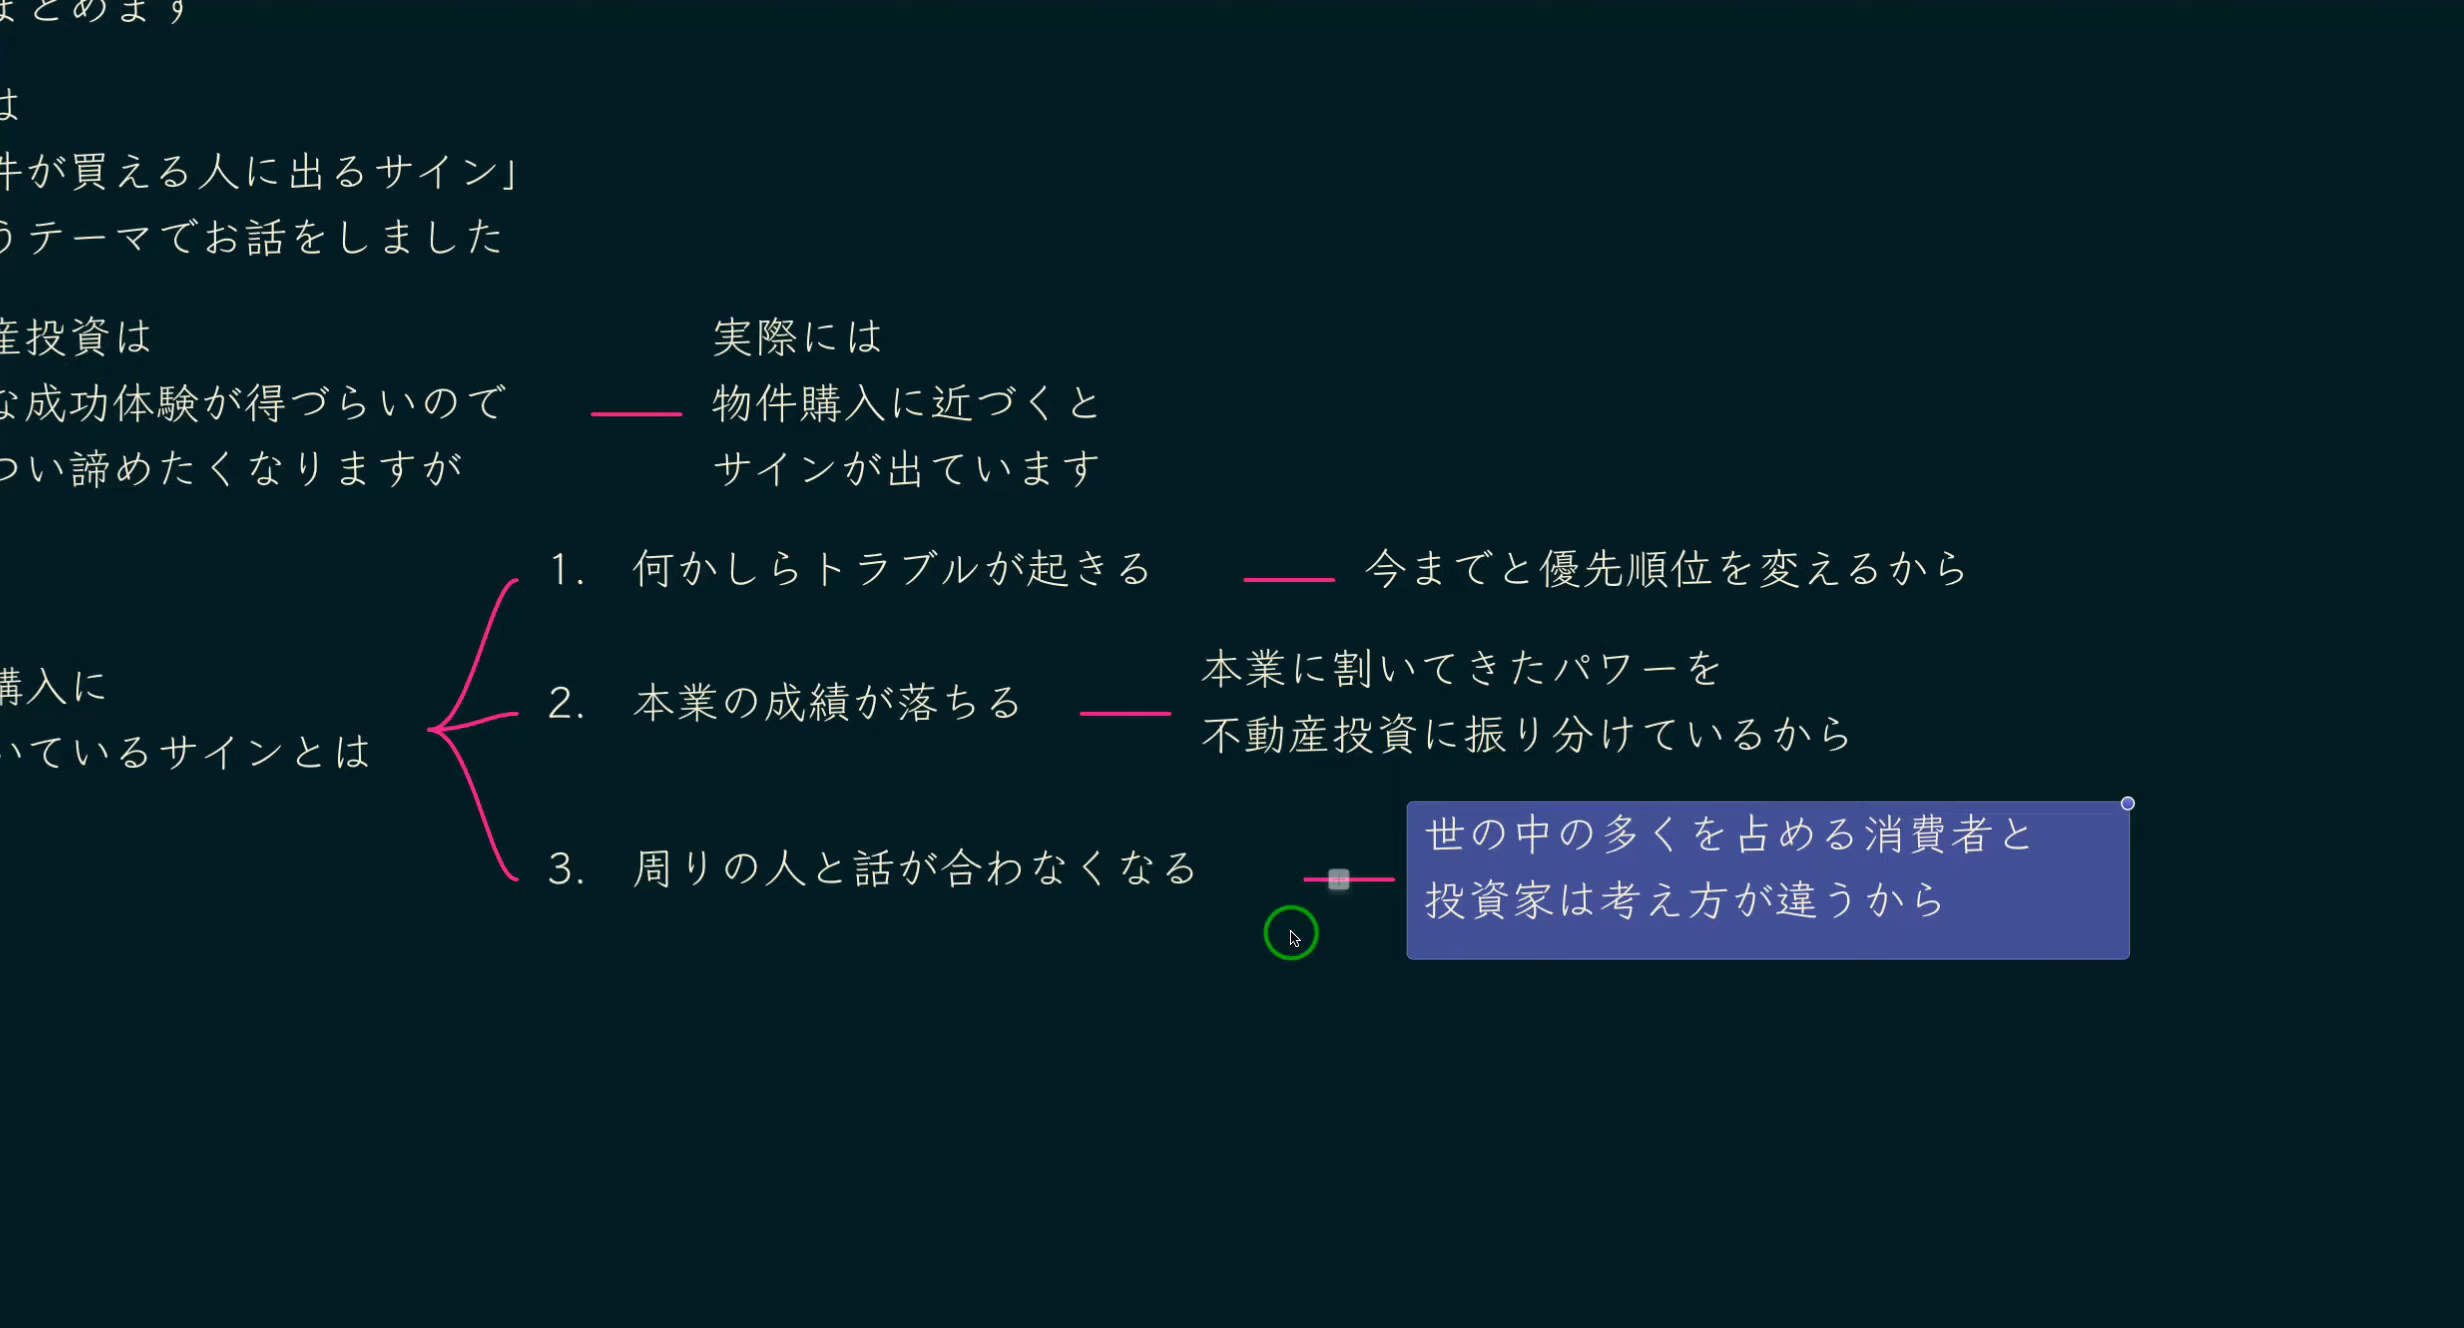 まとめます
は
件が買える人に出るサイン」
うテーマでお話をしました
産投資は
な成功体験が得づらいので
つい諦めたくなりますが
実際には
物件購入に近づくと
サインが出ています
購入に
いているサインとは
1. 何かしらトラブルが起きる
今までと優先順位を変えるから
2. 本業の成績が落ちる
本業に割いてきたパワーを
不動産投資に振り分けているから
3. 周りの人と話が合わなくなる
世の中の多くを占める消費者と
投資家は考え方が違うから